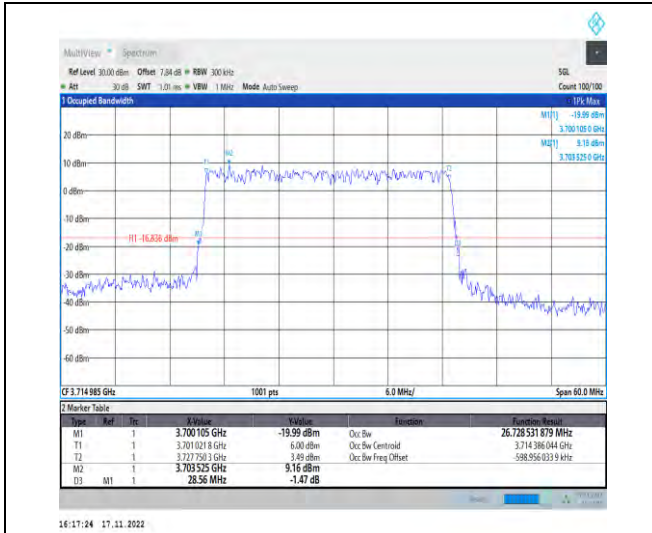 MultiView Spectrum
Ref Level 30.00 dBm Offset 7.84 dB RBW 300 kHz SGL
Att 30 dB SWT 1.01 ms VBW 1 MHz Mode Auto Sweep Count 100/100
1 Occupied Bandwidth 1Pk Max
M1[1] -19.99 dBm
3.700 105 0 GHz
M2[1] 9.16 dBm
3.703 525 0 GHz
20 dBm
10 dBm
0 dBm
-10 dBm
-20 dBm
-30 dBm
-40 dBm
-50 dBm
-60 dBm
T1
M2
H1 -16.836 dBm
CF 3.714 985 GHz 1001 pts 6.0 MHz/ Span 60.0 MHz
2 Marker Table
Type Ref Trc X-Value Y-Value Function Function Result
M1 1 3.700 105 GHz -19.99 dBm Occ Bw 26.728 531 879 MHz
T1 1 3.701 021 8 GHz 6.00 dBm Occ Bw Centroid 3.714 386 044 GHz
T2 1 3.727 750 3 GHz 3.49 dBm Occ Bw Freq Offset -598.956 033 9 kHz
M2 1 3.703 525 GHz 9.16 dBm
D3 M1 1 28.56 MHz -1.47 dB
16:17:24 17.11.2022